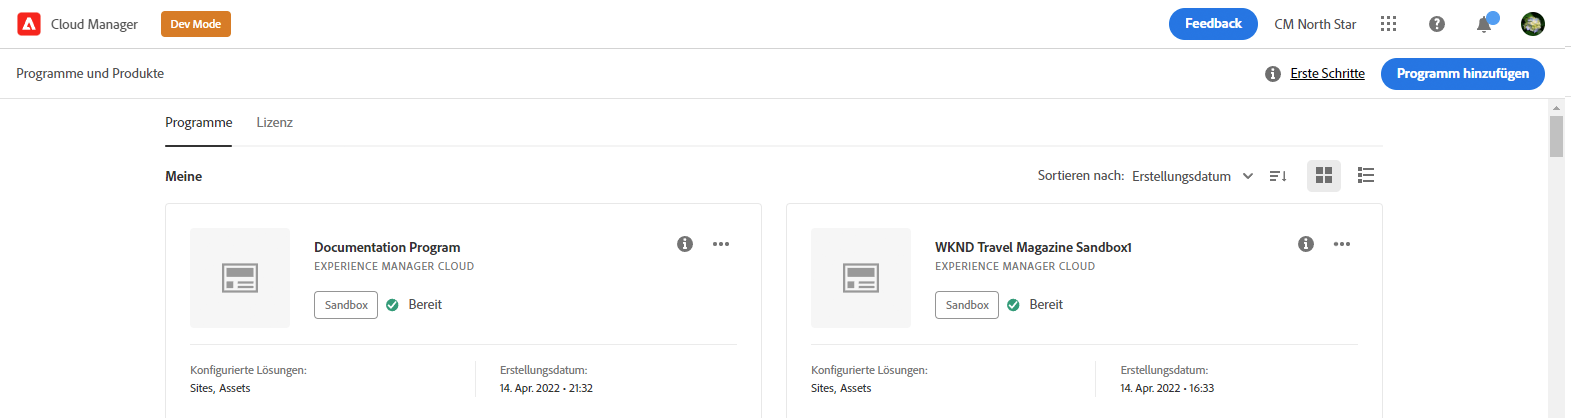 Cloud Manager Dev Mode Feedback CM North Star
Programme und Produkte Erste Schritte Programm hinzufügen
Programme Lizenz
Meine Sortieren nach: Erstellungsdatum
Documentation Program
EXPERIENCE MANAGER CLOUD
Sandbox Bereit
Konfigurierte Lösungen: Erstellungsdatum:
Sites, Assets 14. Apr. 2022 • 21:32
WKND Travel Magazine Sandbox1
EXPERIENCE MANAGER CLOUD
Sandbox Bereit
Konfigurierte Lösungen: Erstellungsdatum:
Sites, Assets 14. Apr. 2022 • 16:33